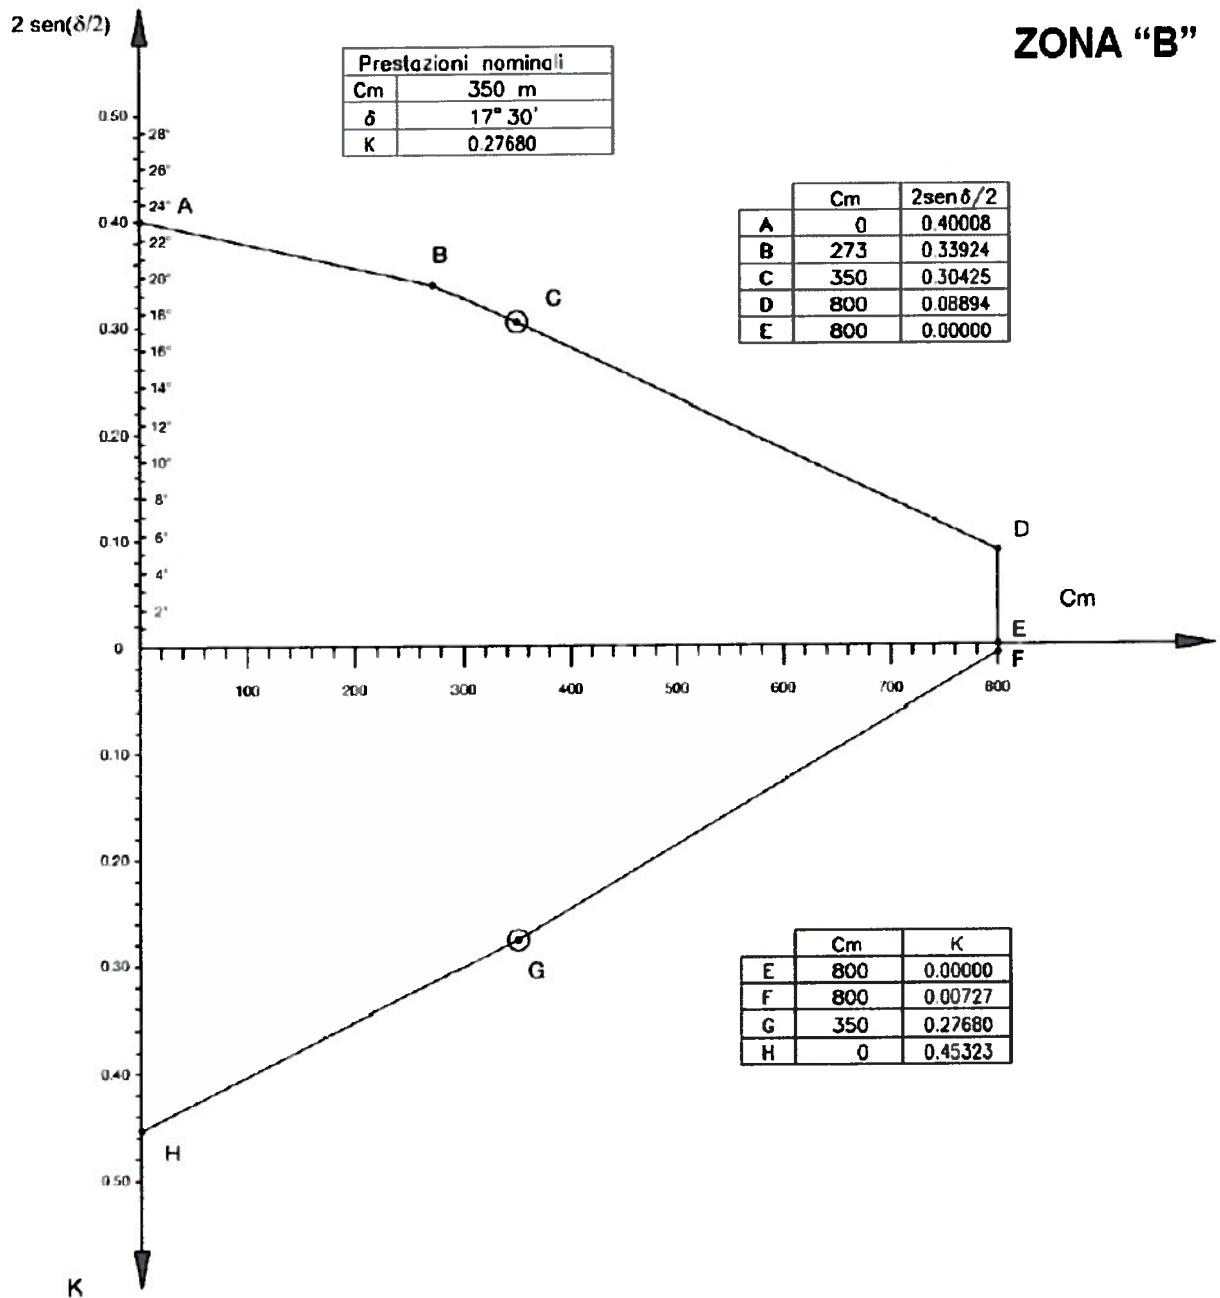 2 sen(δ/2)
ZONA "B"
Prestazioni nominali
Cm 350 m
δ 17° 30'
K 0.27680
Cm 2senδ/2
A 0 0.40008
B 273 0.33924
C 350 0.30425
D 800 0.08894
E 800 0.00000
0.50
0.40
0.30
0.20
0.10
0
28°
26°
24°
22°
20°
18°
16°
14°
12°
10°
8°
6°
4°
2°
A
B
C
D
Cm
E
F
100 200 300 400 500 600 700 800
0.10
0.20
0.30
0.40
0.50
G
H
Cm K
E 800 0.00000
F 800 0.00727
G 350 0.27680
H 0 0.45323
K